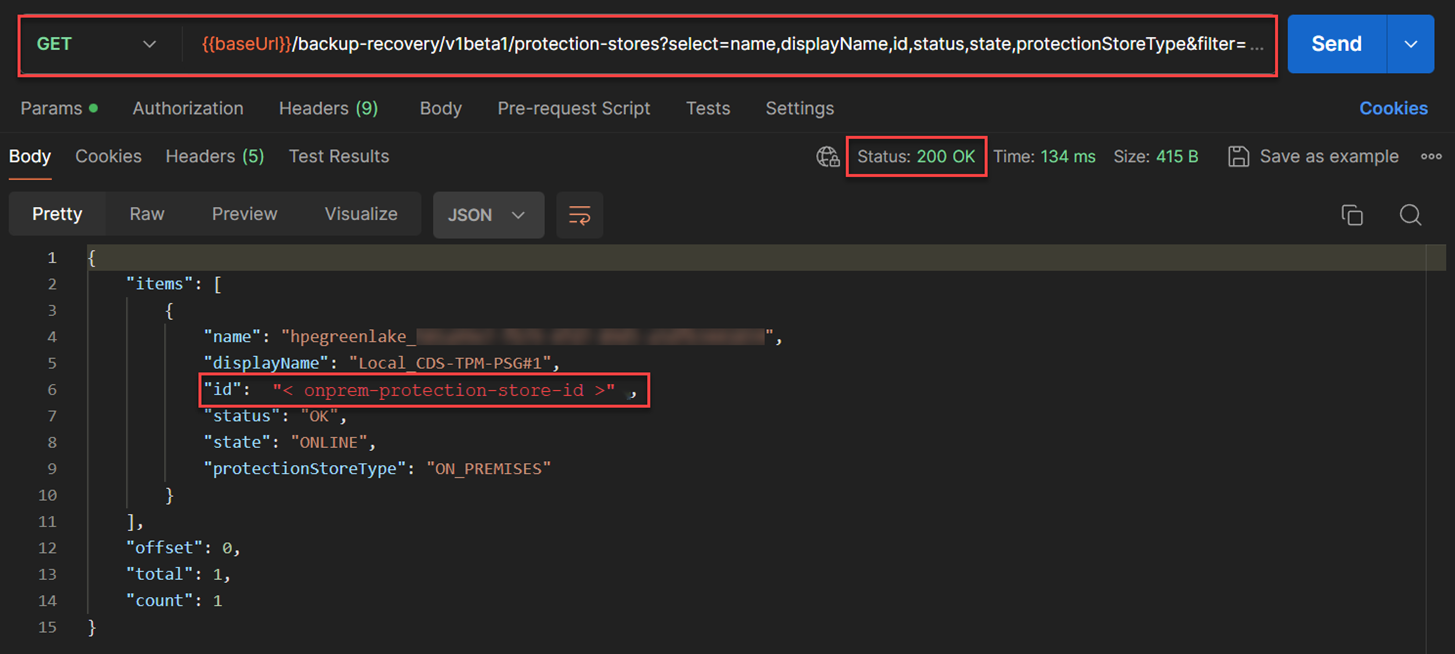 GET {{baseUrl}}/backup-recovery/v1beta1/protection-stores?select=name,displayName,id,status,state,protectionStoreType&filter= ... Send
Params Authorization Headers (9) Body Pre-request Script Tests Settings Cookies
Body Cookies Headers (5) Test Results Status: 200 OK Time: 134 ms Size: 415 B Save as example
Pretty Raw Preview Visualize JSON
1 {
2 "items": [
3 {
4 "name": "hpegreenlake_ ",
5 "displayName": "Local_CDS-TPM-PSG#1",
6 "id": "< onprem-protection-store-id >" ,
7 "status": "OK",
8 "state": "ONLINE",
9 "protectionStoreType": "ON_PREMISES"
10 }
11 ],
12 "offset": 0,
13 "total": 1,
14 "count": 1
15 }